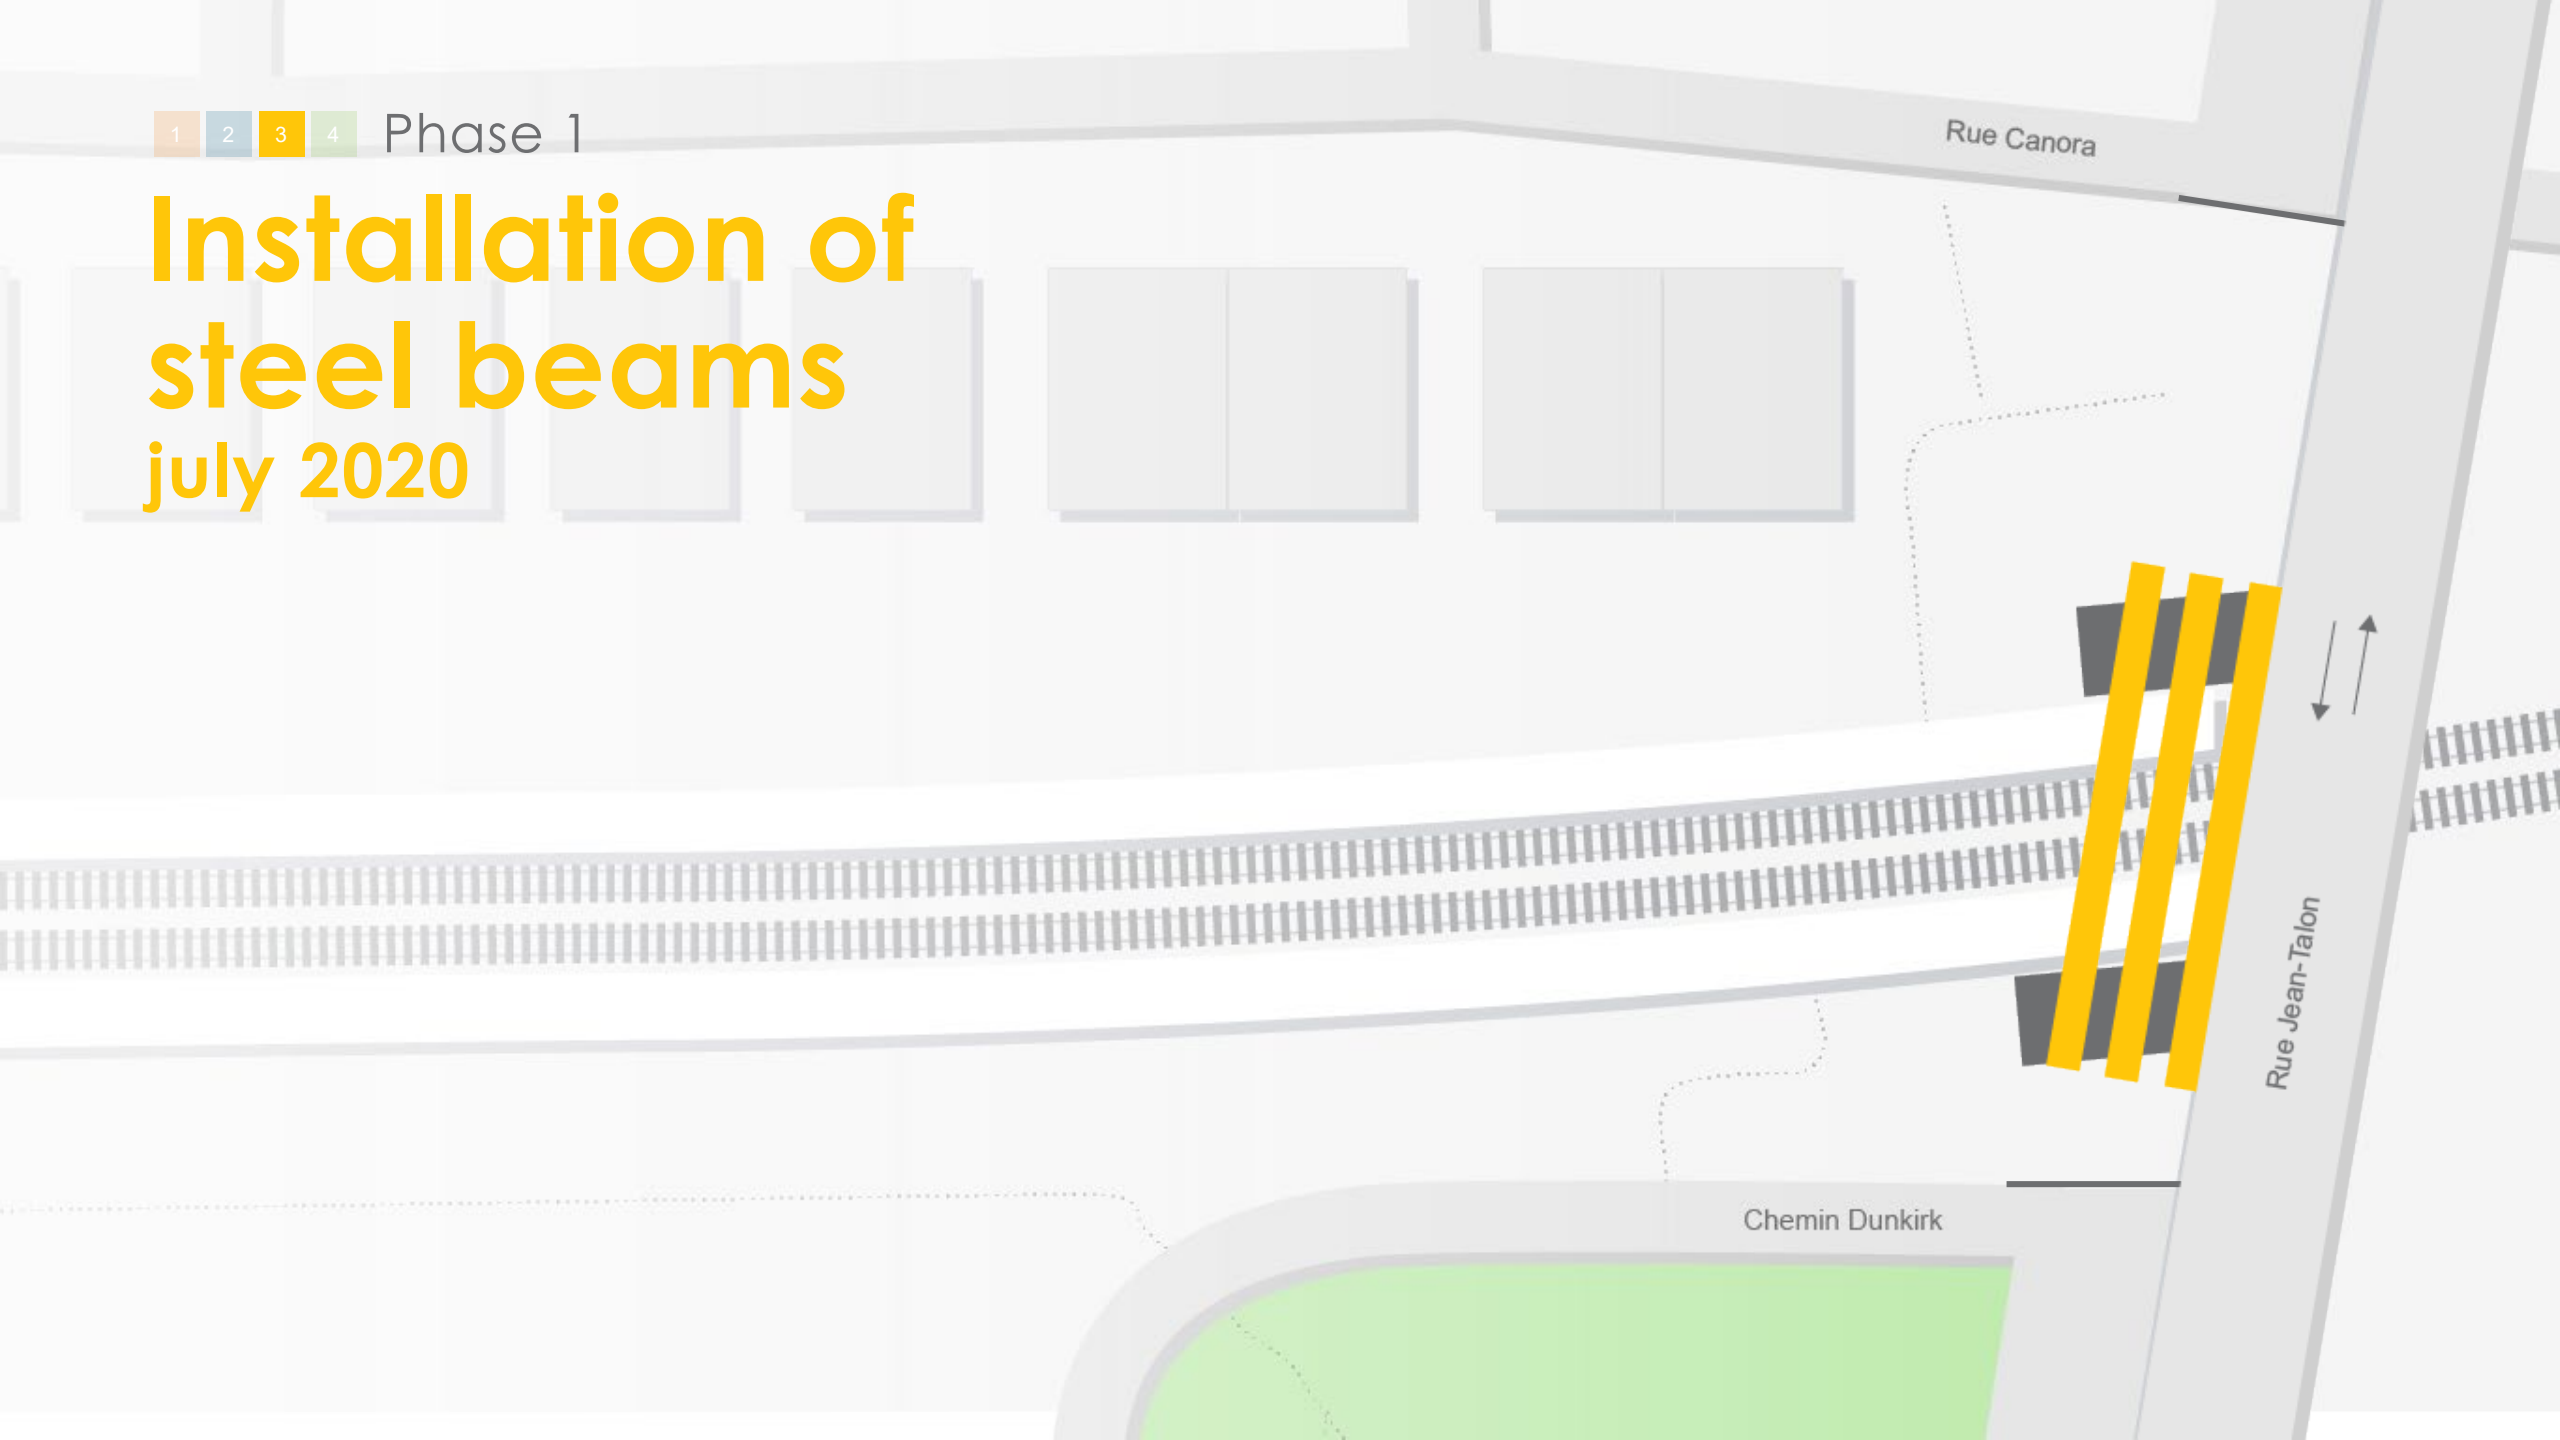 1 2 3 4 Phase 1
Installation of
steel beams
july 2020
Rue Canora
Rue Jean-Talon
Chemin Dunkirk